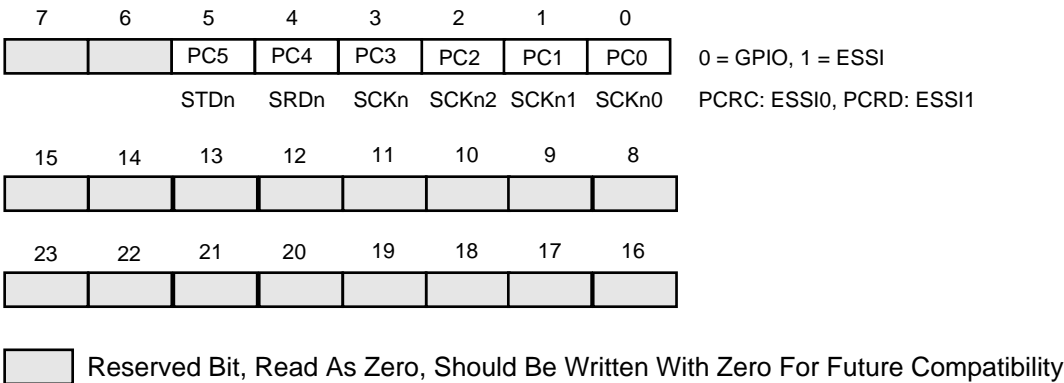 7 6 5 4 3 2 1 0
PC5 PC4 PC3 PC2 PC1 PC0 0 = GPIO, 1 = ESSI
STDn SRDn SCKn SCKn2 SCKn1 SCKn0 PCRC: ESSI0, PCRD: ESSI1
15 14 13 12 11 10 9 8
23 22 21 20 19 18 17 16
Reserved Bit, Read As Zero, Should Be Written With Zero For Future Compatibility